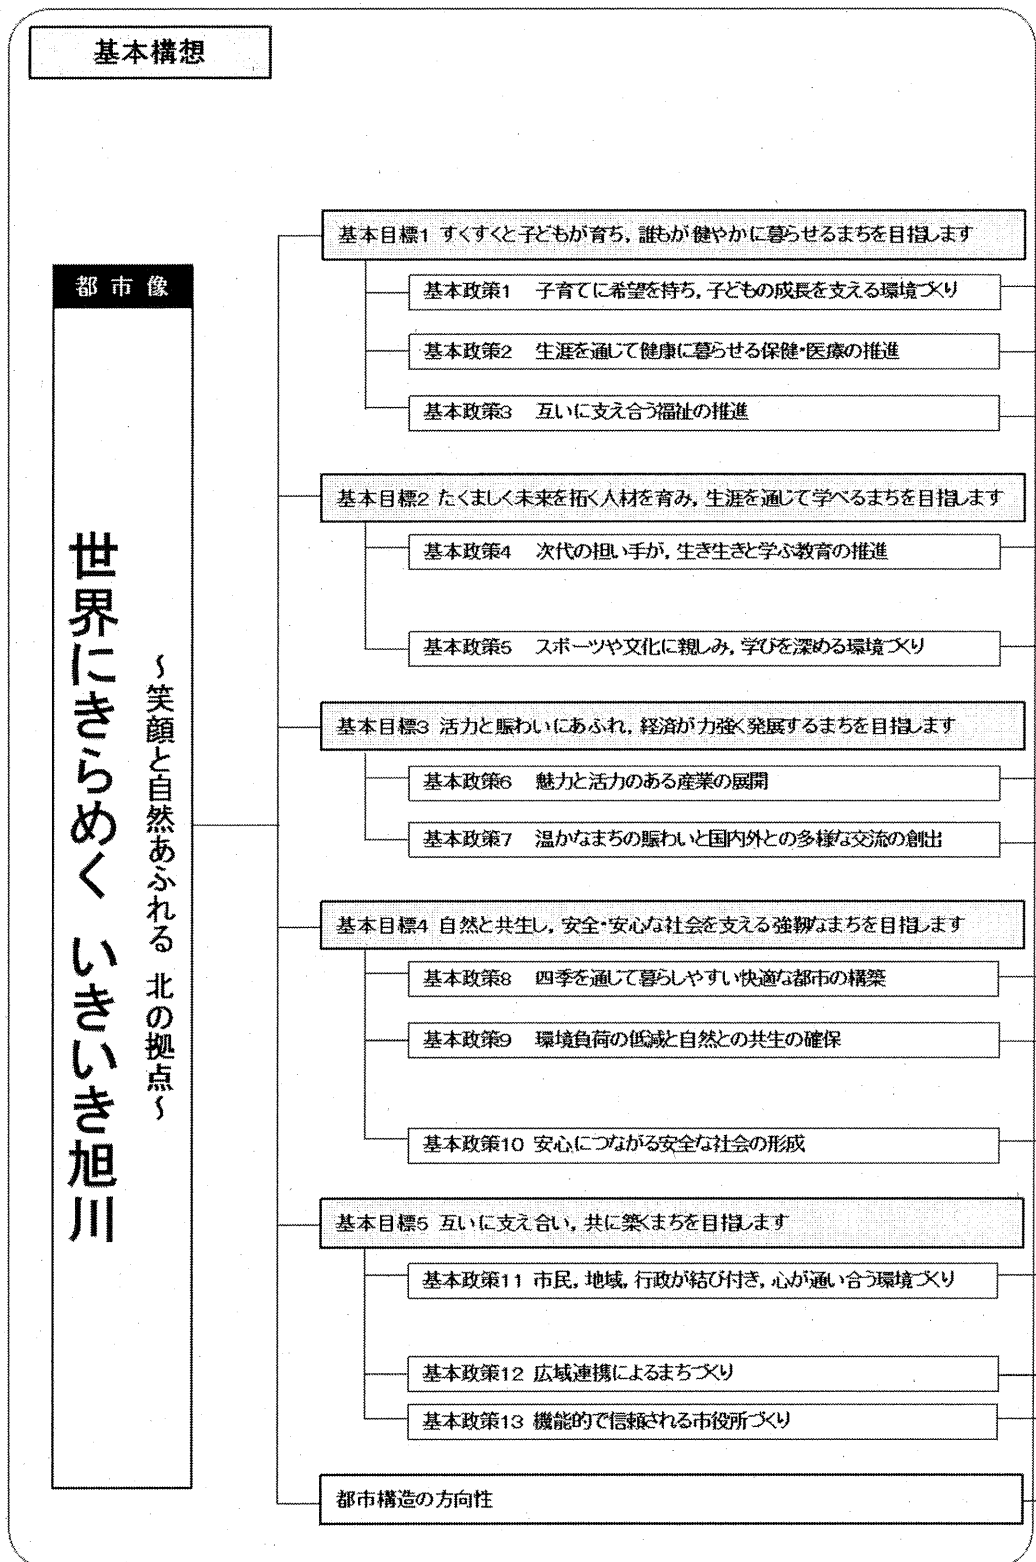 基本構想
都市像
世界にきらめく いきいき旭川
～笑顔と自然あふれる 北の拠点～
基本目標1 すくすくと子どもが育ち，誰もが健やかに暮らせるまちを目指します
基本政策1 子育てに希望を持ち，子どもの成長を支える環境づくり
基本政策2 生涯を通じて健康に暮らせる保健・医療の推進
基本政策3 互いに支え合う福祉の推進
基本目標2 たくましく未来を拓く人材を育み，生涯を通じて学べるまちを目指します
基本政策4 次代の担い手が，生き生きと学ぶ教育の推進
基本政策5 スポーツや文化に親しみ，学びを深める環境づくり
基本目標3 活力と賑わいにあふれ，経済が力強く発展するまちを目指します
基本政策6 魅力と活力のある産業の展開
基本政策7 温かなまちの賑わいと国内外との多様な交流の創出
基本目標4 自然と共生し，安全・安心な社会を支える強靱なまちを目指します
基本政策8 四季を通じて暮らしやすい快適な都市の構築
基本政策9 環境負荷の低減と自然との共生の確保
基本政策10 安心につながる安全な社会の形成
基本目標5 互いに支え合い，共に築くまちを目指します
基本政策11 市民，地域，行政が結び付き，心が通い合う環境づくり
基本政策12 広域連携によるまちづくり
基本政策13 機能的で信頼される市役所づくり
都市構造の方向性